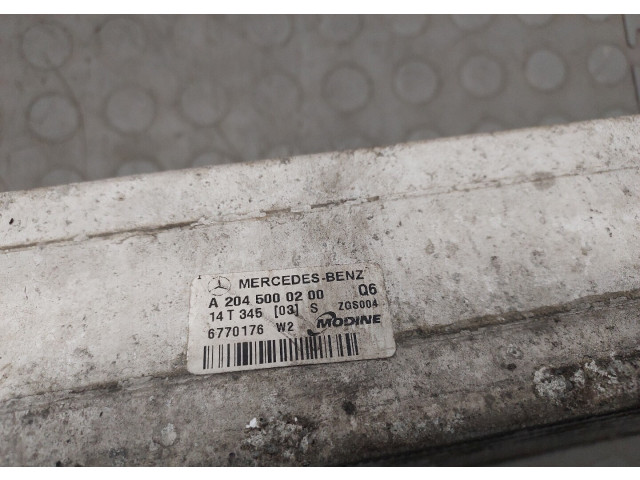 MERCEDES-BENZ
A 204 500 02 00 Q6
14 T 345 [03] S ZGS004
6770176 W2 MODINE